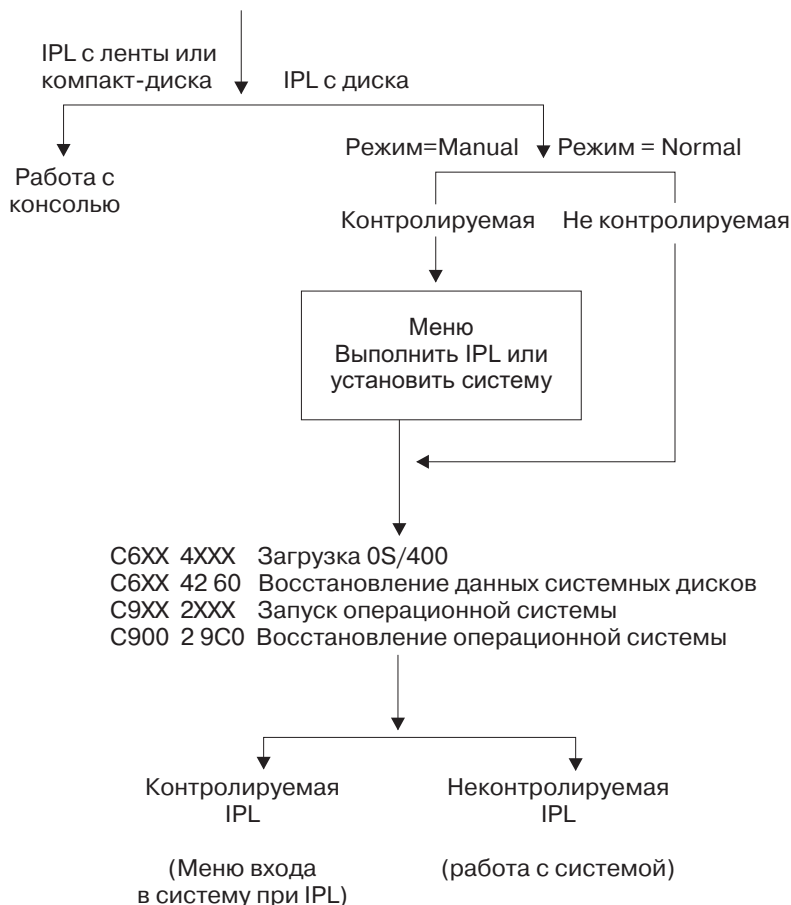 IPL с ленты или
компакт-диска
IPL с диска
Режим=Manual
Режим = Normal
Работа с
консолью
Контролируемая
Не контролируемая
Меню
Выполнить IPL или
установить систему
C6XX 4XXX Загрузка 0S/400
C6XX 42 60 Восстановление данных системных дисков
C9XX 2XXX Запуск операционной системы
C900 2 9C0 Восстановление операционной системы
Контролируемая
IPL
Неконтролируемая
IPL
(Меню входа
в систему при IPL)
(работа с системой)